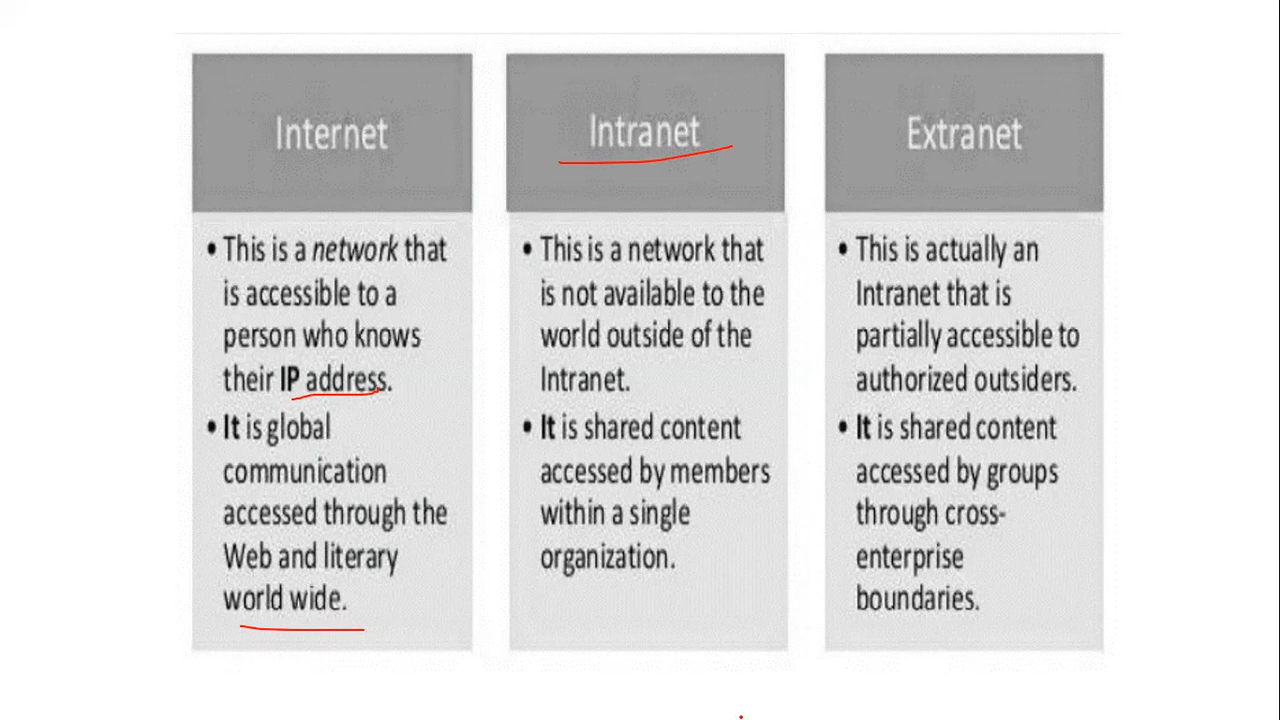 Internet
• This is a network that
is accessible to a
person who knows
their IP address.
• It is global
communication
accessed through the
Web and literary
world wide.
Intranet
• This is a network that
is not available to the
world outside of the
Intranet.
• It is shared content
accessed by members
within a single
organization.
Extranet
• This is actually an
Intranet that is
partially accessible to
authorized outsiders.
• It is shared content
accessed by groups
through cross-
enterprise
boundaries.